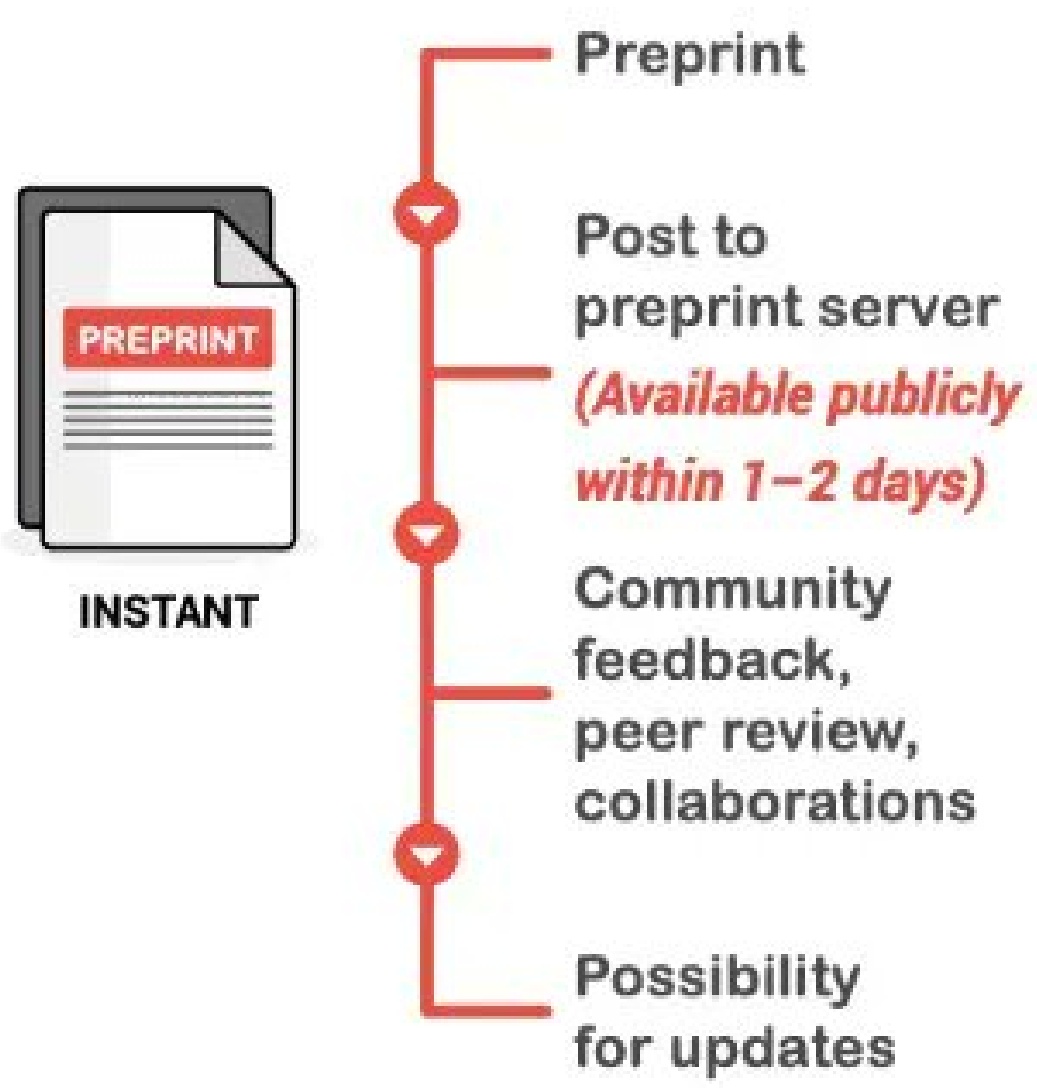 Preprint
Post to
preprint server
(Available publicly
within 1–2 days)
PREPRINT
INSTANT
Community
feedback,
peer review,
collaborations
Possibility
for updates